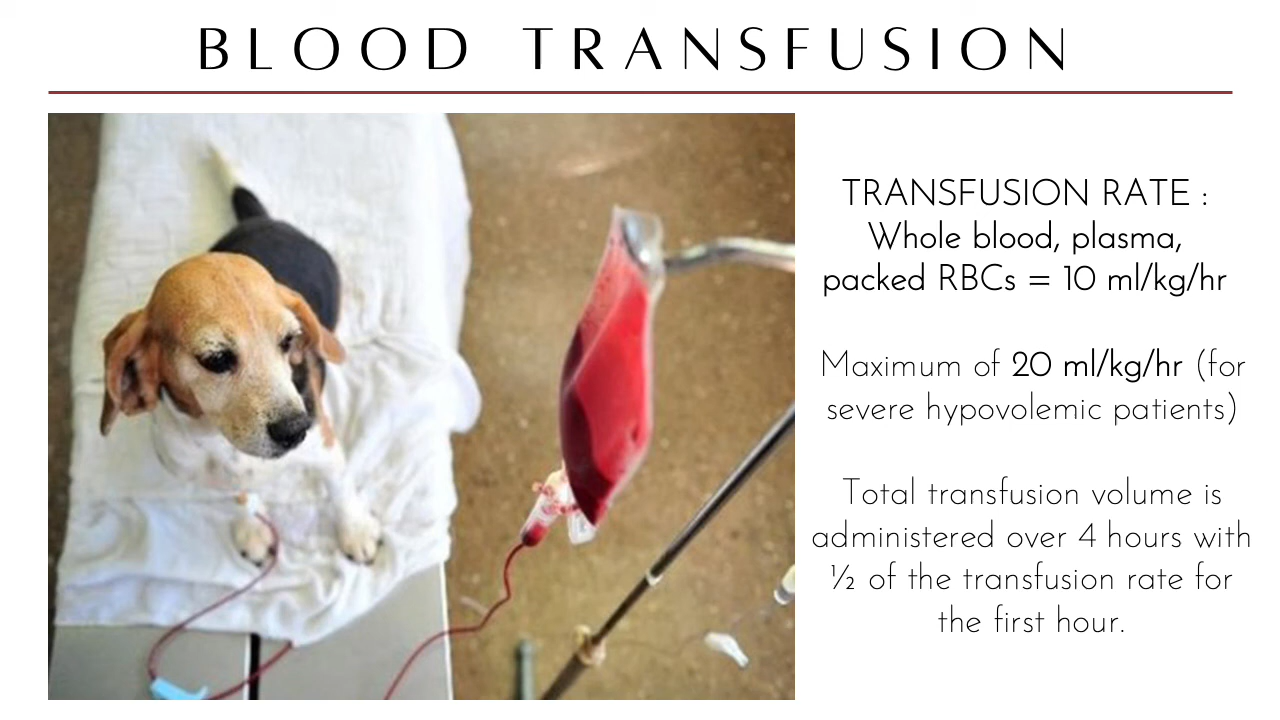 BLOOD TRANSFUSION
TRANSFUSION RATE :
Whole blood, plasma,
packed RBCs = 10 ml/kg/hr
Maximum of 20 ml/kg/hr (for
severe hypovolemic patients)
Total transfusion volume is
administered over 4 hours with
½ of the transfusion rate for
the first hour.